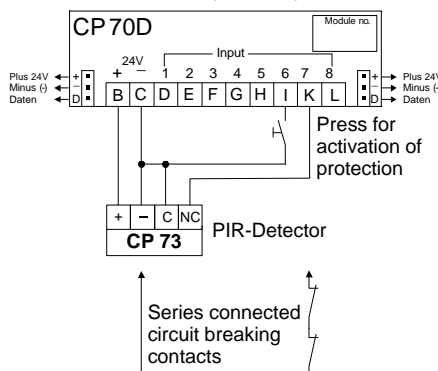 CP 70D
Module no.
Input
24V
+ – 1 2 3 4 5 6 7 8
B C D E F G H I K L
Plus 24V +
Minus (-) –
Daten D
+ Plus 24V
– Minus (-
D Daten
Press for
activation of
protection
+ – C NC
CP 73
PIR-Detector
Series connected
circuit breaking
contacts